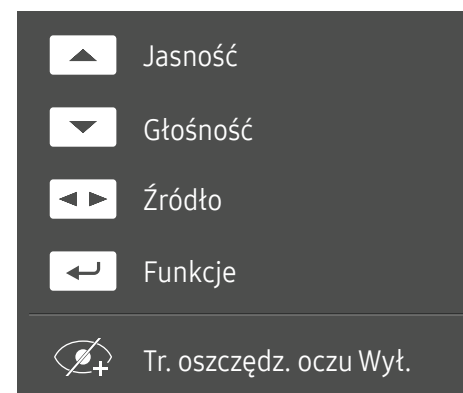 Jasność
Głośność
Źródło
Funkcje
Tr. oszczędz. oczu Wył.